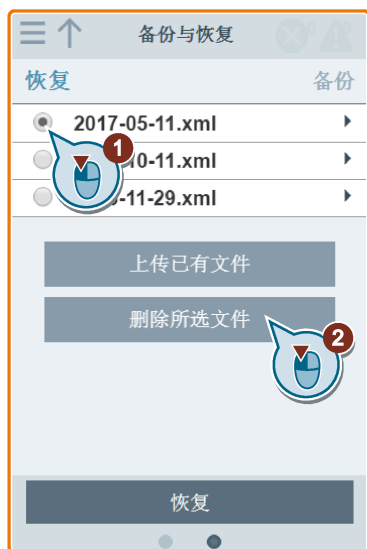 备份与恢复
恢复 备份
2017-05-11.xml
1
10-11.xml
-11-29.xml
上传已有文件
删除所选文件
2
恢复